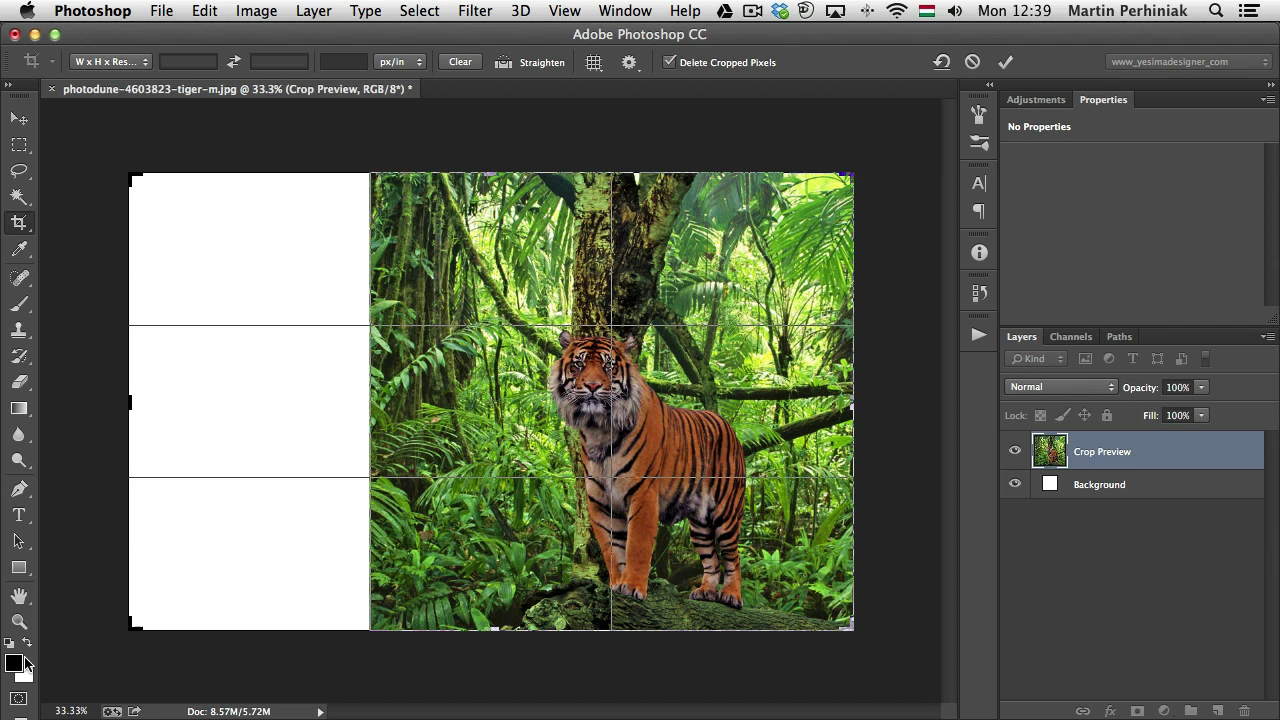 Photoshop File Edit Image Layer Type Select Filter 3D View Window Help Mon 12:39 Martin Perhiniak
Adobe Photoshop CC
W x H x Res... px/in Clear Straighten Delete Cropped Pixels www_yesimadesigner_com
× photodune-4603823-tiger-m.jpg @ 33.3% (Crop Preview, RGB/8*) *
Adjustments Properties
No Properties
Layers Channels Paths
Kind
Normal Opacity: 100%
Lock: Fill: 100%
Crop Preview
Background
33.33% Doc: 8.57M/5.72M